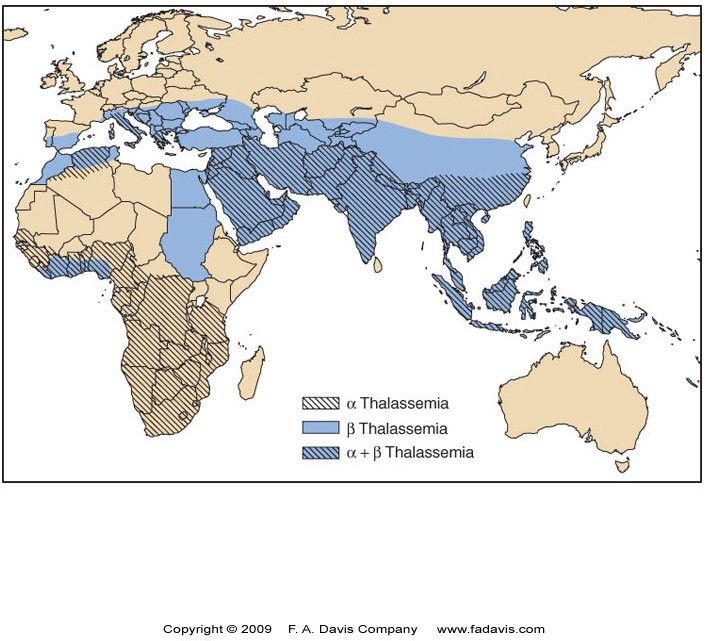 α Thalassemia
β Thalassemia
α + β Thalassemia
Copyright © 2009 F. A. Davis Company www.fadavis.com